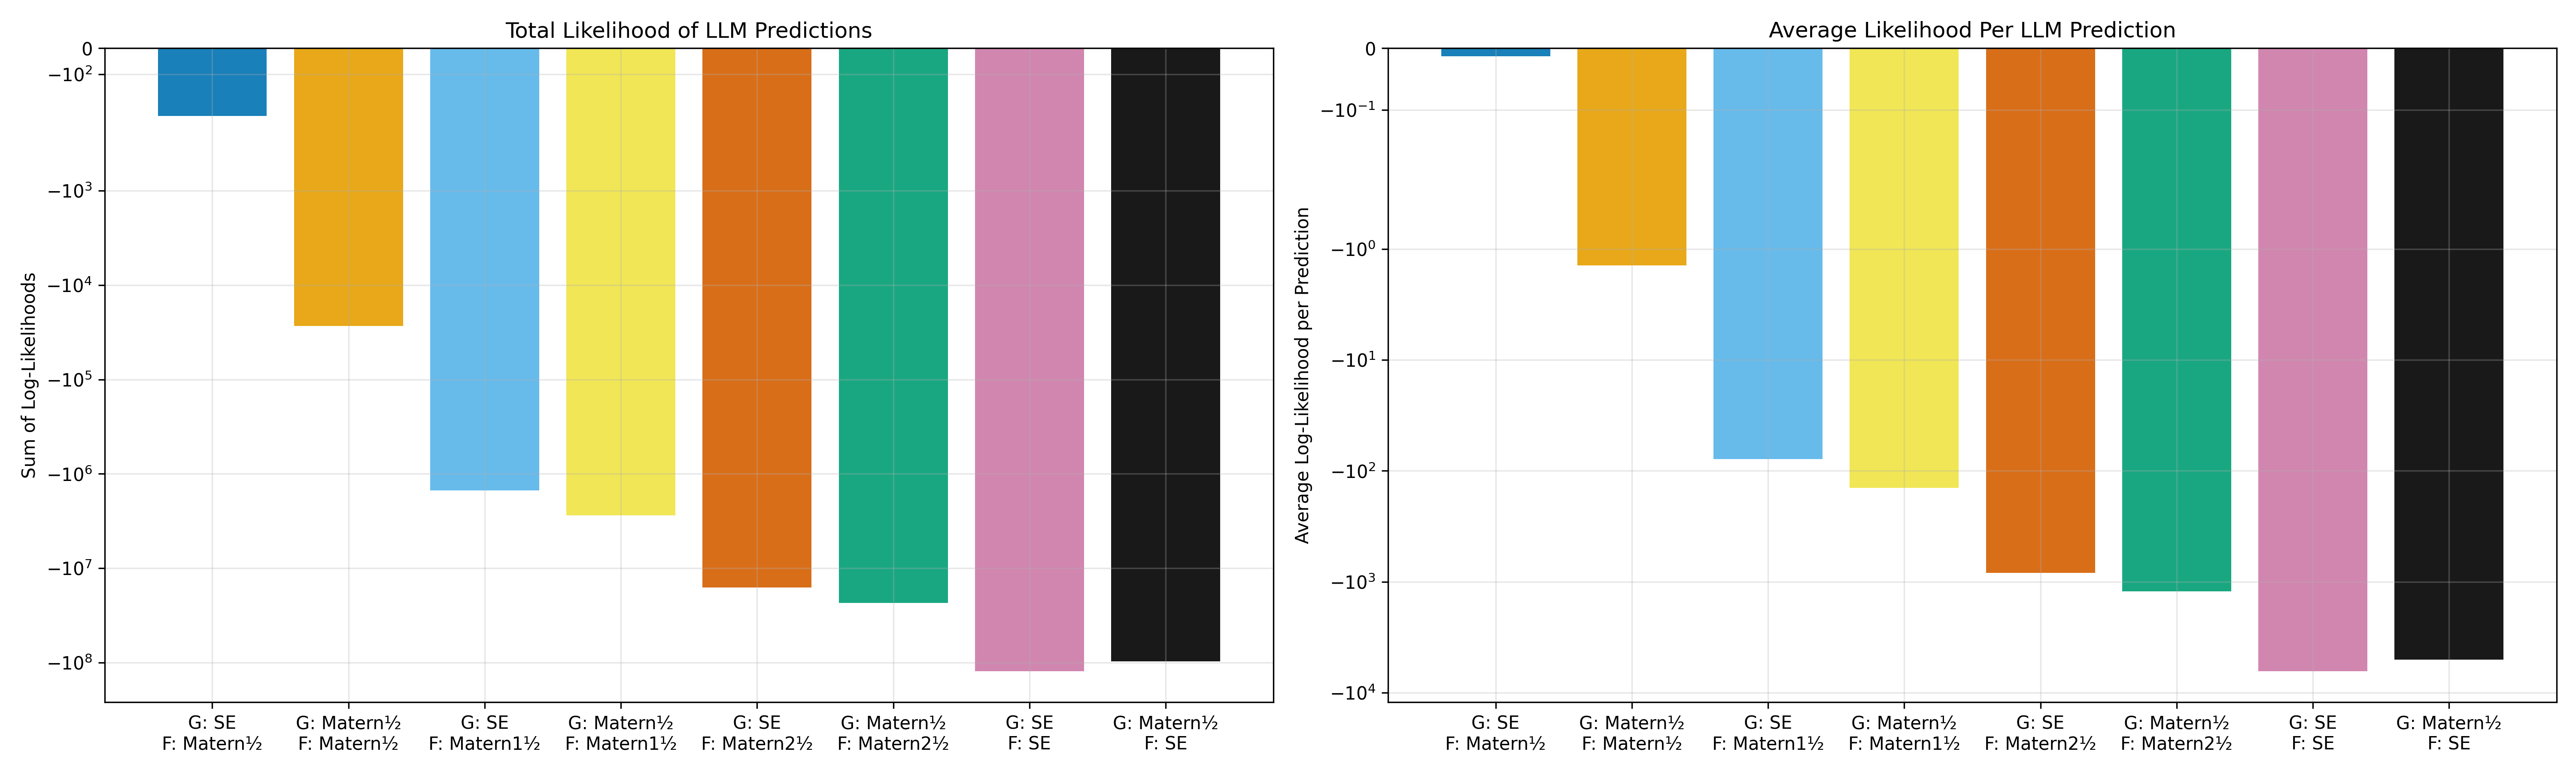 Total Likelihood of LLM Predictions
Sum of Log-Likelihoods
0
−10²
−10³
−10⁴
−10⁵
−10⁶
−10⁷
−10⁸
G: SE
F: Matern½
G: Matern½
F: Matern½
G: SE
F: Matern1½
G: Matern½
F: Matern1½
G: SE
F: Matern2½
G: Matern½
F: Matern2½
G: SE
F: SE
G: Matern½
F: SE
Average Likelihood Per LLM Prediction
Average Log-Likelihood per Prediction
0
−10⁻¹
−10⁰
−10¹
−10²
−10³
−10⁴
G: SE
F: Matern½
G: Matern½
F: Matern½
G: SE
F: Matern1½
G: Matern½
F: Matern1½
G: SE
F: Matern2½
G: Matern½
F: Matern2½
G: SE
F: SE
G: Matern½
F: SE